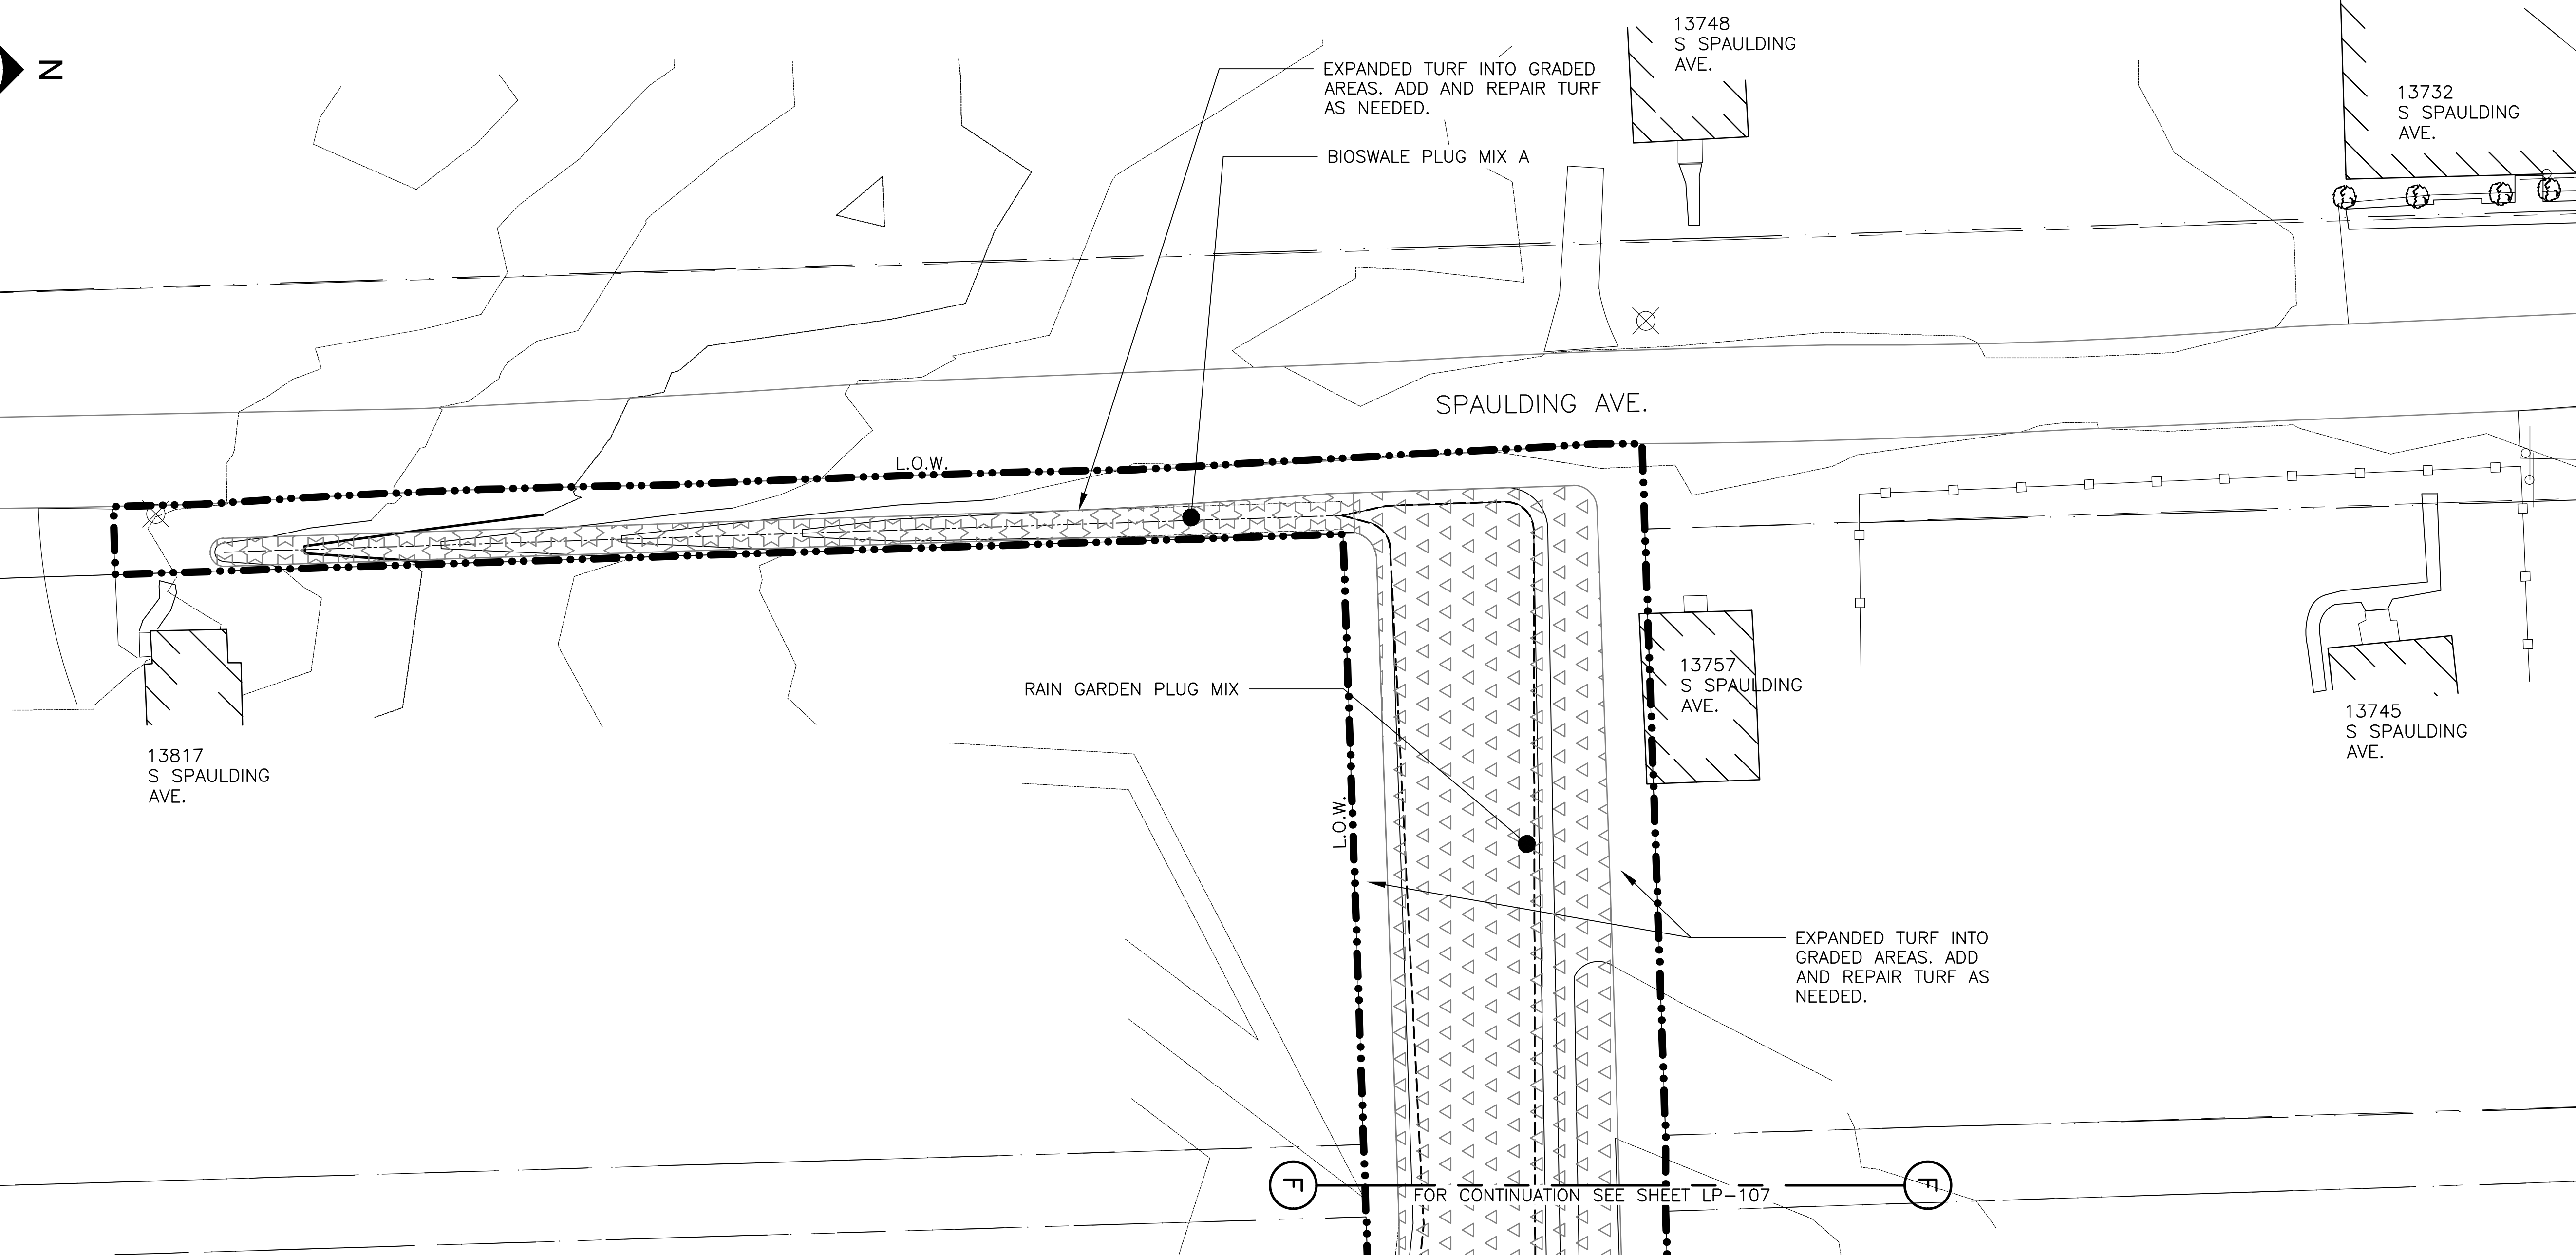 N
13748
S SPAULDING
AVE.
EXPANDED TURF INTO GRADED
AREAS. ADD AND REPAIR TURF
AS NEEDED.
13732
S SPAULDING
AVE.
BIOSWALE PLUG MIX A
SPAULDING AVE.
L.O.W.
RAIN GARDEN PLUG MIX
13757
S SPAULDING
AVE.
13745
S SPAULDING
AVE.
13817
S SPAULDING
AVE.
L.O.W.
EXPANDED TURF INTO
GRADED AREAS. ADD
AND REPAIR TURF AS
NEEDED.
F
FOR CONTINUATION SEE SHEET LP-107
F